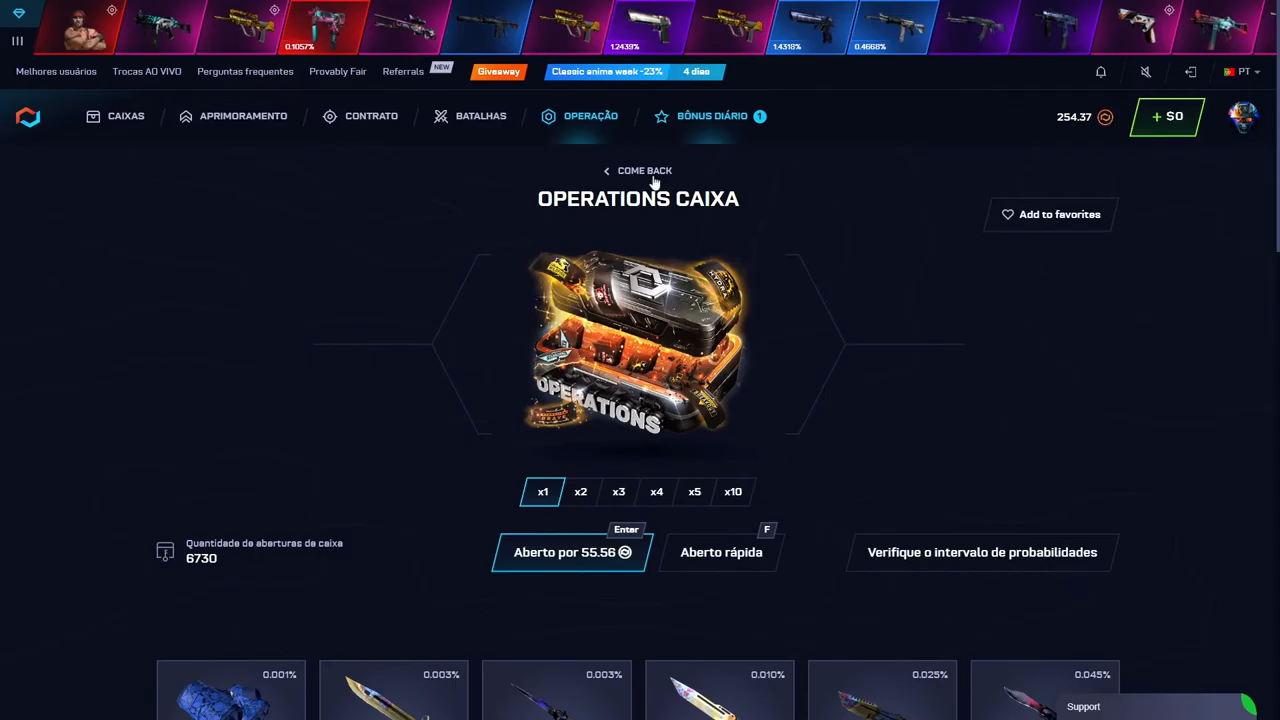 0.1057%
1.2439%
1.4318%
0.4668%
Melhores usuários
Trocas AO VIVO
Perguntas frequentes
Provably Fair
Referrals
NEW
Giveaway
Classic anime week -23%
4 dias
PT
CAIXAS
APRIMORAMENTO
CONTRATO
BATALHAS
OPERAÇÃO
BÔNUS DIÁRIO
1
254.37
+ $0
COME BACK
OPERATIONS CAIXA
Add to favorites
HYDRA
OPERATIONS
x1
x2
x3
x4
x5
x10
Quantidade de aberturas de caixa
6730
Enter
Aberto por 55.56
F
Aberto rápida
Verifique o intervalo de probabilidades
0.001%
0.003%
0.003%
0.010%
0.025%
0.045%
Support